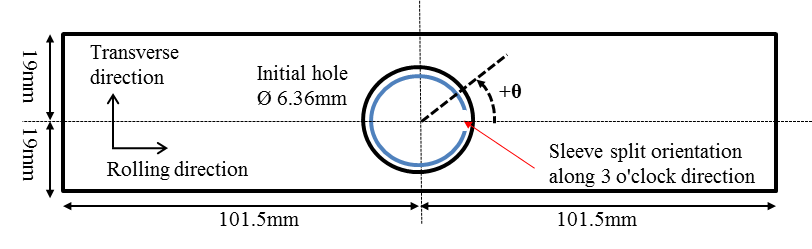 Transverse
direction
19mm
Initial hole
Ø 6.36mm
+θ
19mm
Rolling direction
Sleeve split orientation
along 3 o'clock direction
101.5mm
101.5mm